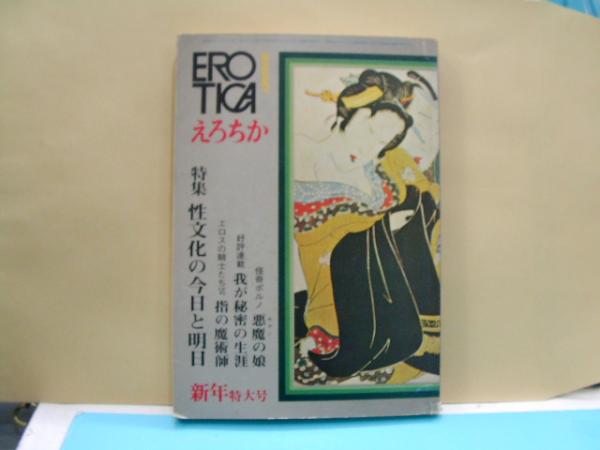 ERO
TICA
えろちか
特集 性文化の今日と明日
エロスの騎士たち
指の魔術師
好評連載 我が秘密の生涯
怪奇ポルノ 悪魔の娘
新年特大号